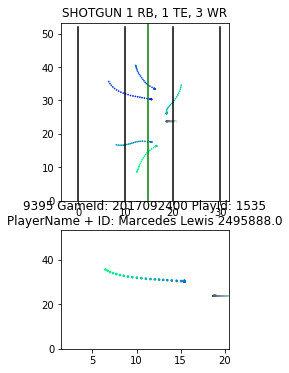 SHOTGUN 1 RB, 1 TE, 3 WR
50
40
30
20
10
0
0 10 20 30
9395 GameId: 2017092400 PlayId: 1535
PlayerName + ID: Marcedes Lewis 2495888.0
40
20
0
5 10 15 20